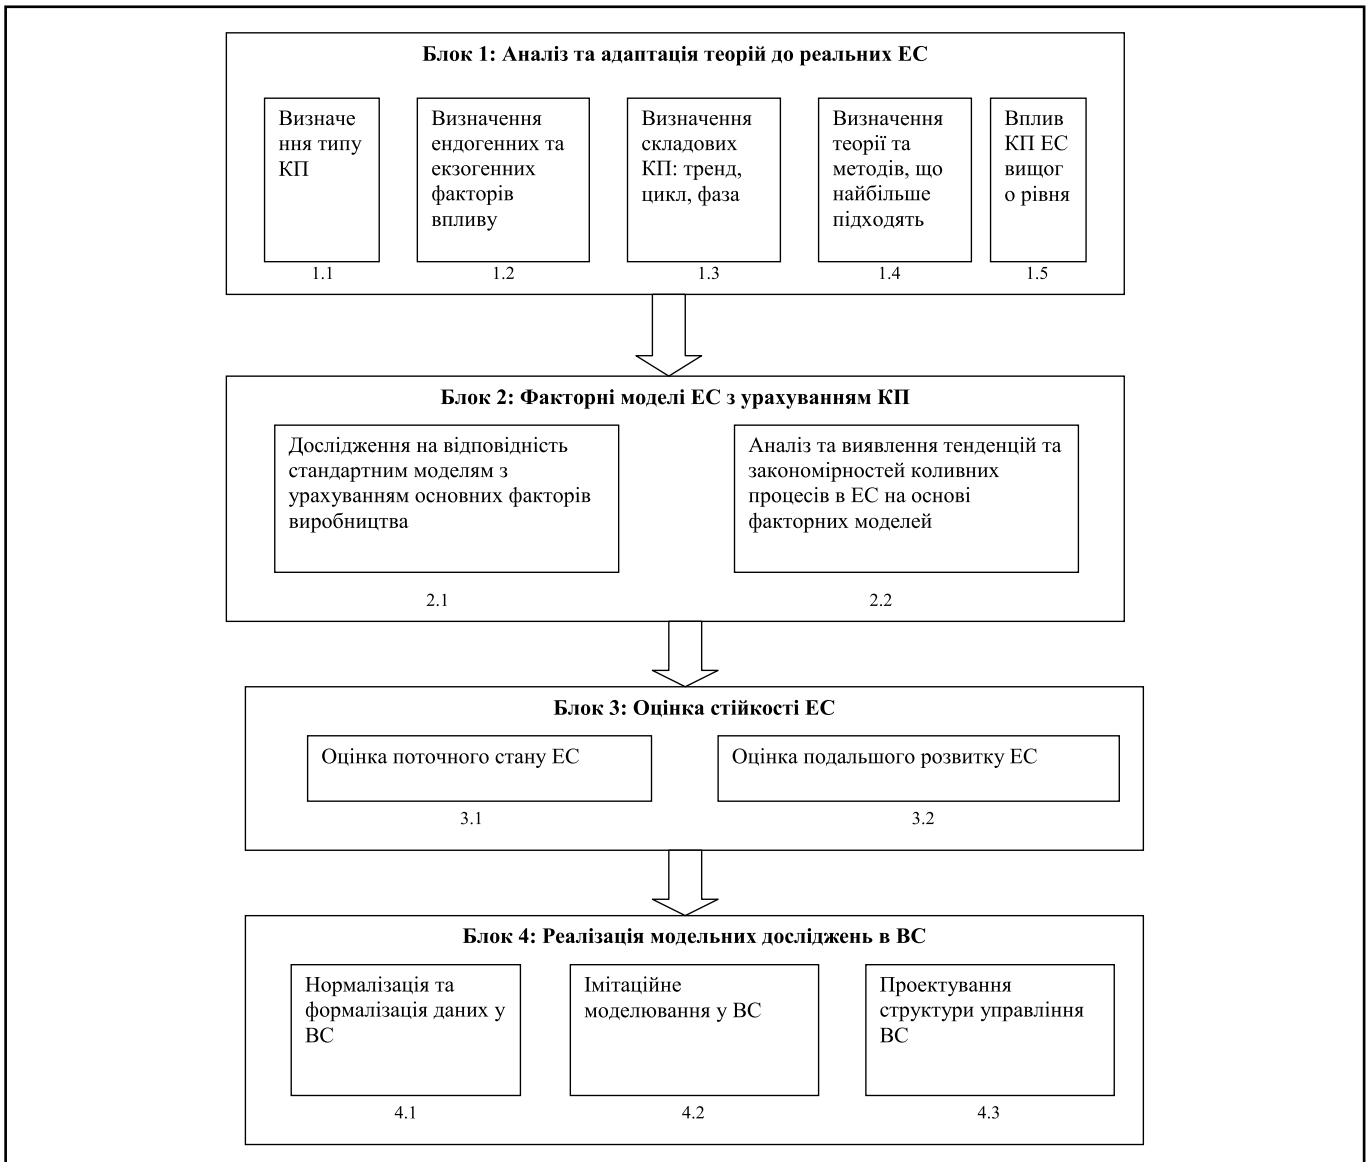 Блок 1: Аналіз та адаптація теорій до реальних ЕС
Визначе
ння типу
КП
1.1
Визначення
ендогенних та
екзогенних
факторів
впливу
1.2
Визначення
складових
КП: тренд,
цикл, фаза
1.3
Визначення
теорії та
методів, що
найбільше
підходять
1.4
Вплив
КП ЕС
вищог
о рівня
1.5
Блок 2: Факторні моделі ЕС з урахуванням КП
Дослідження на відповідність
стандартним моделям з
урахуванням основних факторів
виробництва
2.1
Аналіз та виявлення тенденцій та
закономірностей коливних
процесів в ЕС на основі
факторних моделей
2.2
Блок 3: Оцінка стійкості ЕС
Оцінка поточного стану ЕС
3.1
Оцінка подальшого розвитку ЕС
3.2
Блок 4: Реалізація модельних досліджень в ВС
Нормалізація та
формалізація даних у
ВС
4.1
Імітаційне
моделювання у ВС
4.2
Проектування
структури управління
ВС
4.3